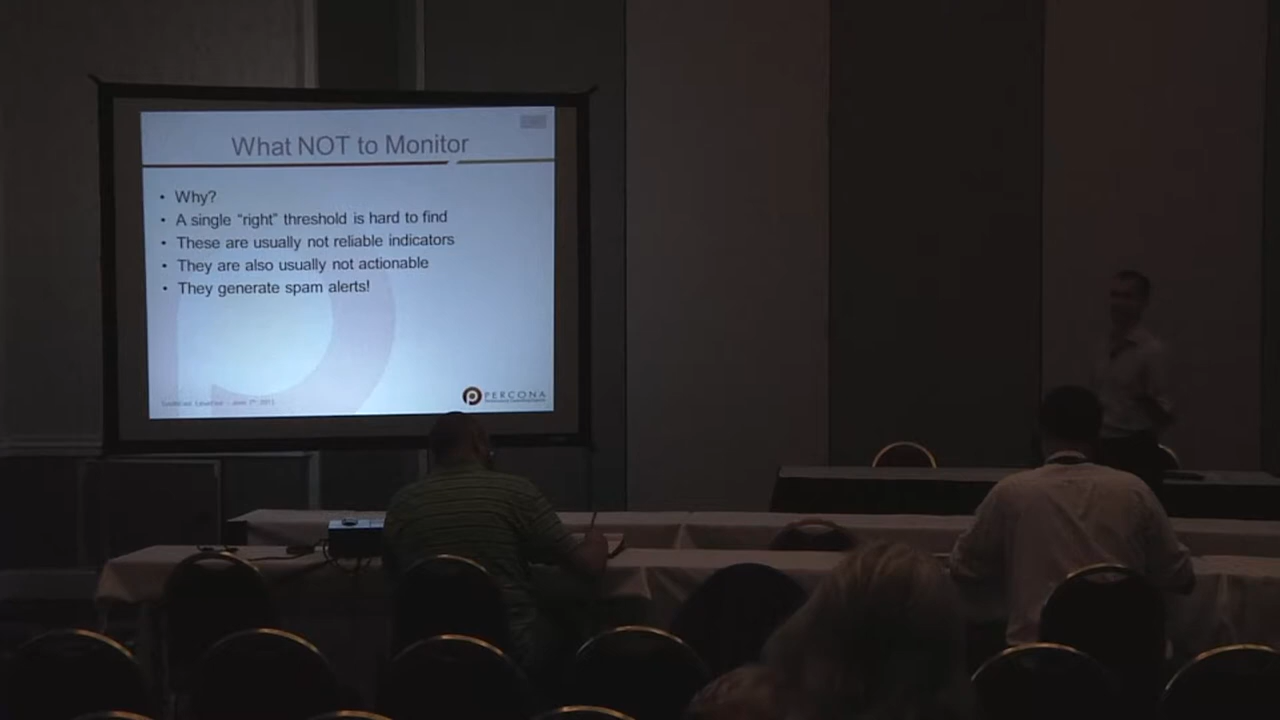 What NOT to Monitor
• Why?
• A single “right” threshold is hard to find
• These are usually not reliable indicators
• They are also usually not actionable
• They generate spam alerts!
PERCONA